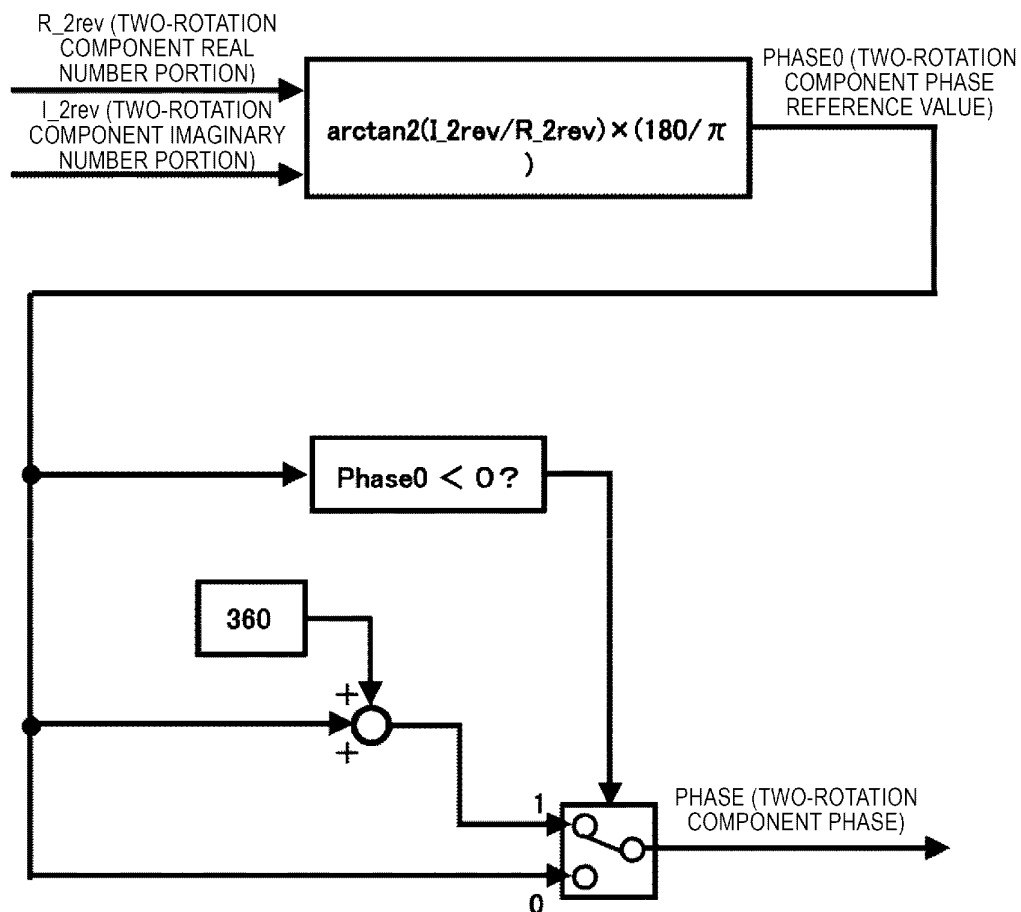 R_2rev (TWO-ROTATION
COMPONENT REAL
NUMBER PORTION)
I_2rev (TWO-ROTATION
COMPONENT IMAGINARY
NUMBER PORTION)
arctan2(I_2rev/R_2rev)×(180/π
)
PHASE0 (TWO-ROTATION
COMPONENT PHASE
REFERENCE VALUE)
Phase0 < 0?
360
+
+
1
0
PHASE (TWO-ROTATION
COMPONENT PHASE)